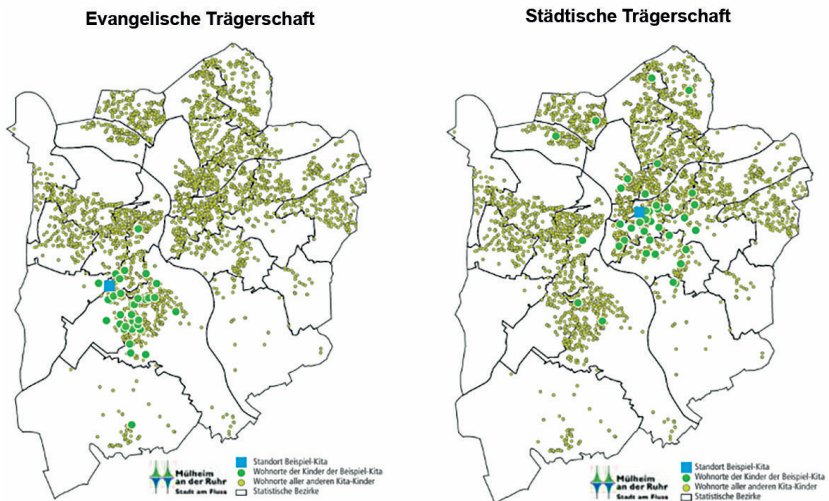 Evangelische Trägerschaft
Städtische Trägerschaft
Mülheim
an der Ruhr
Stadt am Fluss
Standort Beispiel-Kita
Wohnorte der Kinder der Beispiel-Kita
Wohnorte aller anderen Kita-Kinder
Statistische Bezirke
Mülheim
an der Ruhr
Stadt am Fluss
Standort Beispiel-Kita
Wohnorte der Kinder der Beispiel-Kita
Wohnorte aller anderen Kita-Kinder
Statistische Bezirke